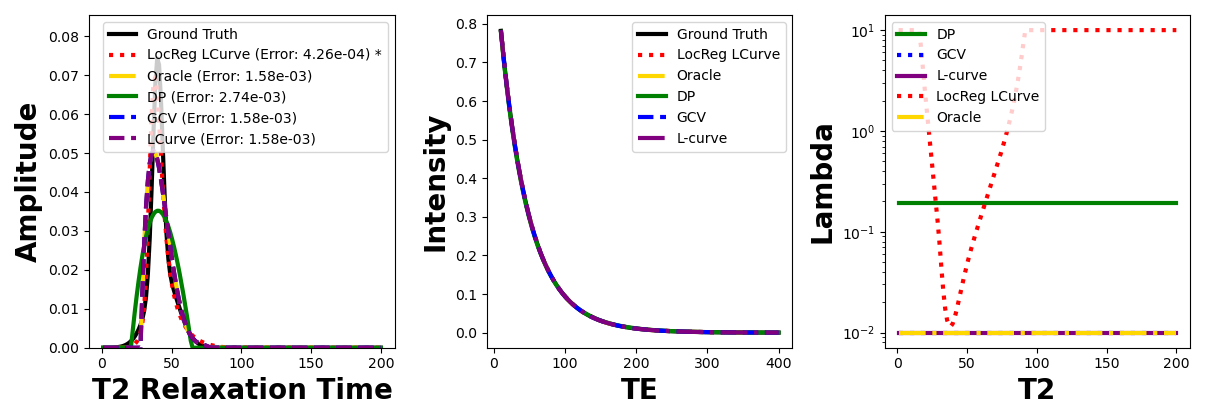 Amplitude
0.08
0.07
0.06
0.05
0.04
0.03
0.02
0.01
0.00
Ground Truth
LocReg LCurve (Error: 4.26e-04) *
Oracle (Error: 1.58e-03)
DP (Error: 2.74e-03)
GCV (Error: 1.58e-03)
LCurve (Error: 1.58e-03)
0 50 100 150 200
T2 Relaxation Time
Intensity
0.8
0.7
0.6
0.5
0.4
0.3
0.2
0.1
0.0
Ground Truth
LocReg LCurve
Oracle
DP
GCV
L-curve
0 100 200 300 400
TE
Lambda
10¹
10⁰
10⁻¹
10⁻²
DP
GCV
L-curve
LocReg LCurve
Oracle
0 50 100 150 200
T2